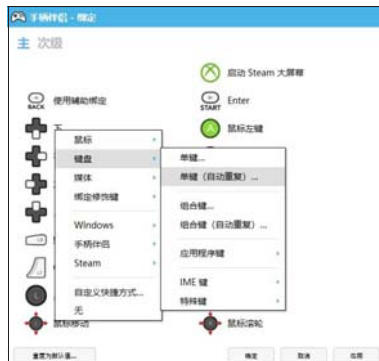 手柄伴侣 - 绑定
主 次级
启动 Steam 大屏幕
BACK 使用辅助绑定
START Enter
下
鼠标左键
鼠标
键盘
媒体
绑定修饰键
Windows
手柄伴侣
Steam
自定义快捷方式...
无
单键...
单键（自动重复）...
组合键...
组合键（自动重复）...
应用程序键
IME 键
特殊键
鼠标移动
鼠标滚轮
重置为默认值...
确定
取消
应用